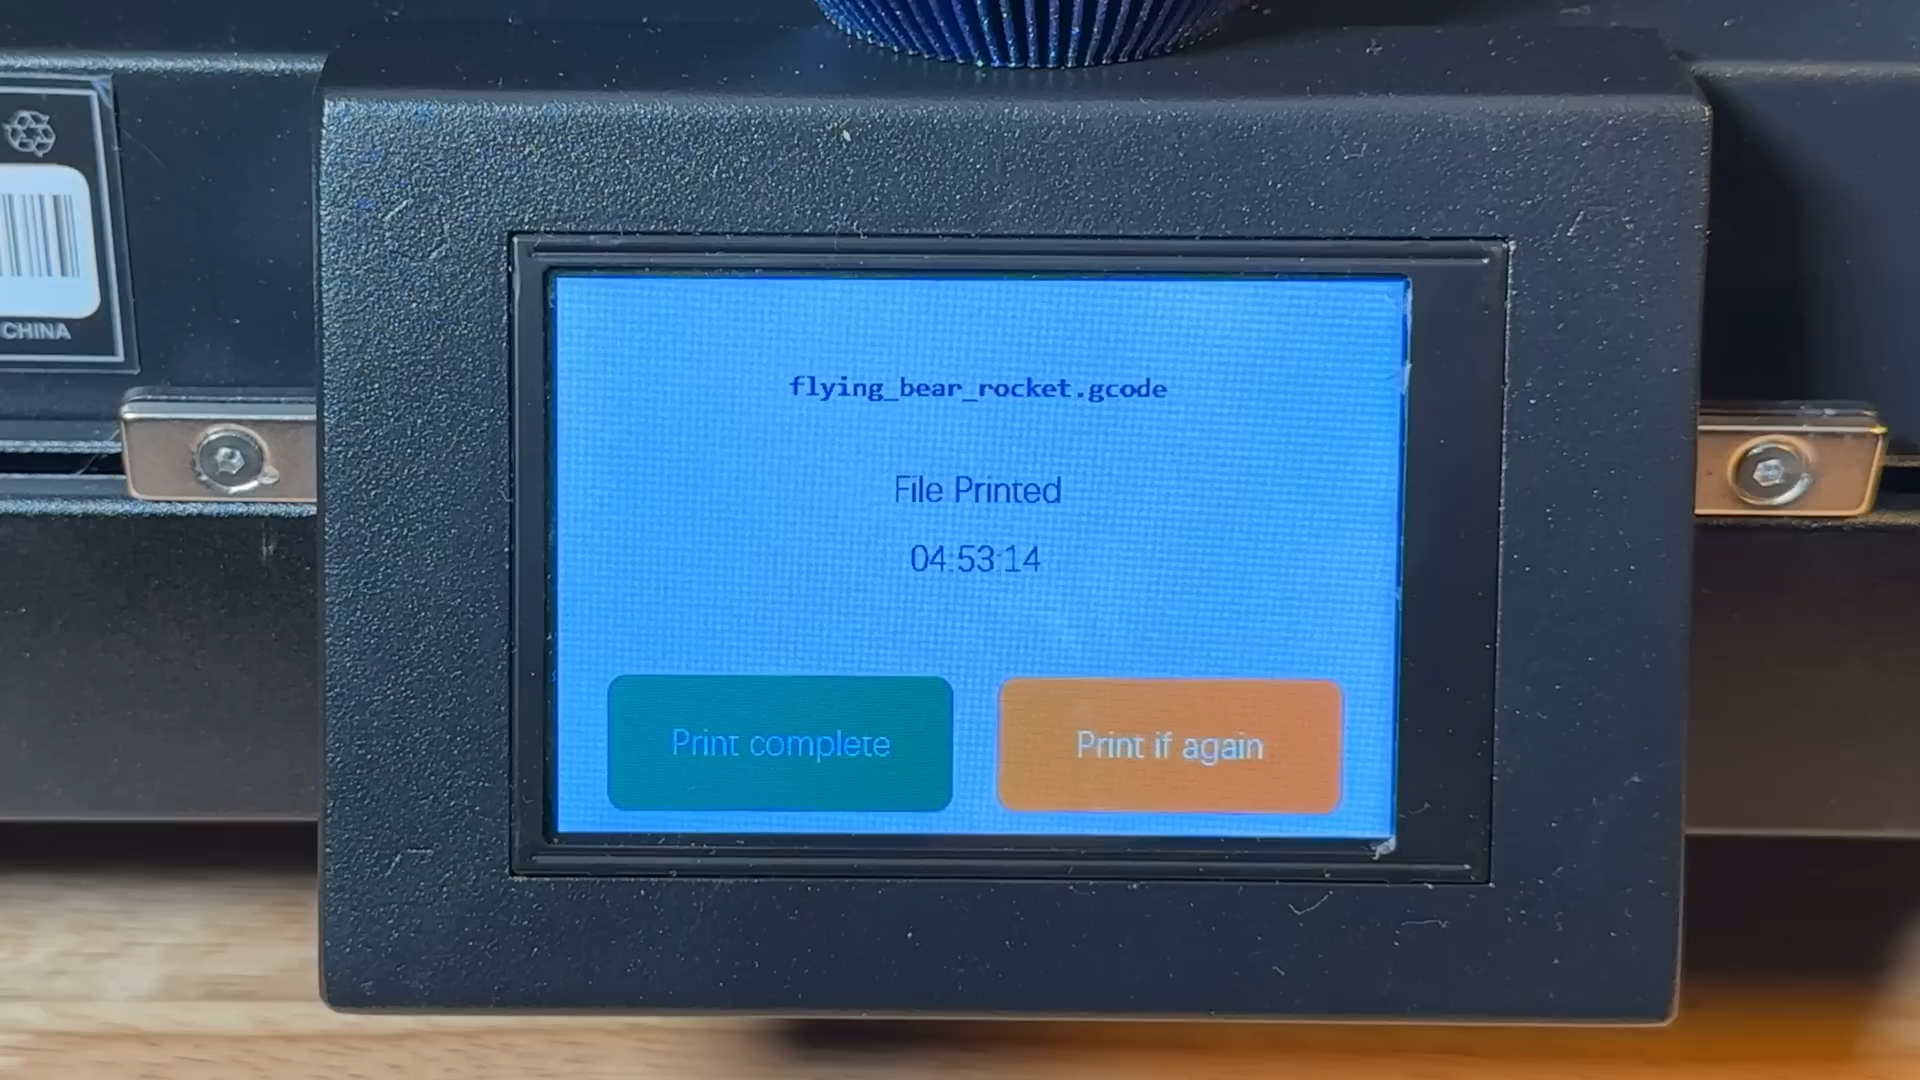 CHINA
flying_bear_rocket.gcode
File Printed
04:53:14
Print complete
Print if again